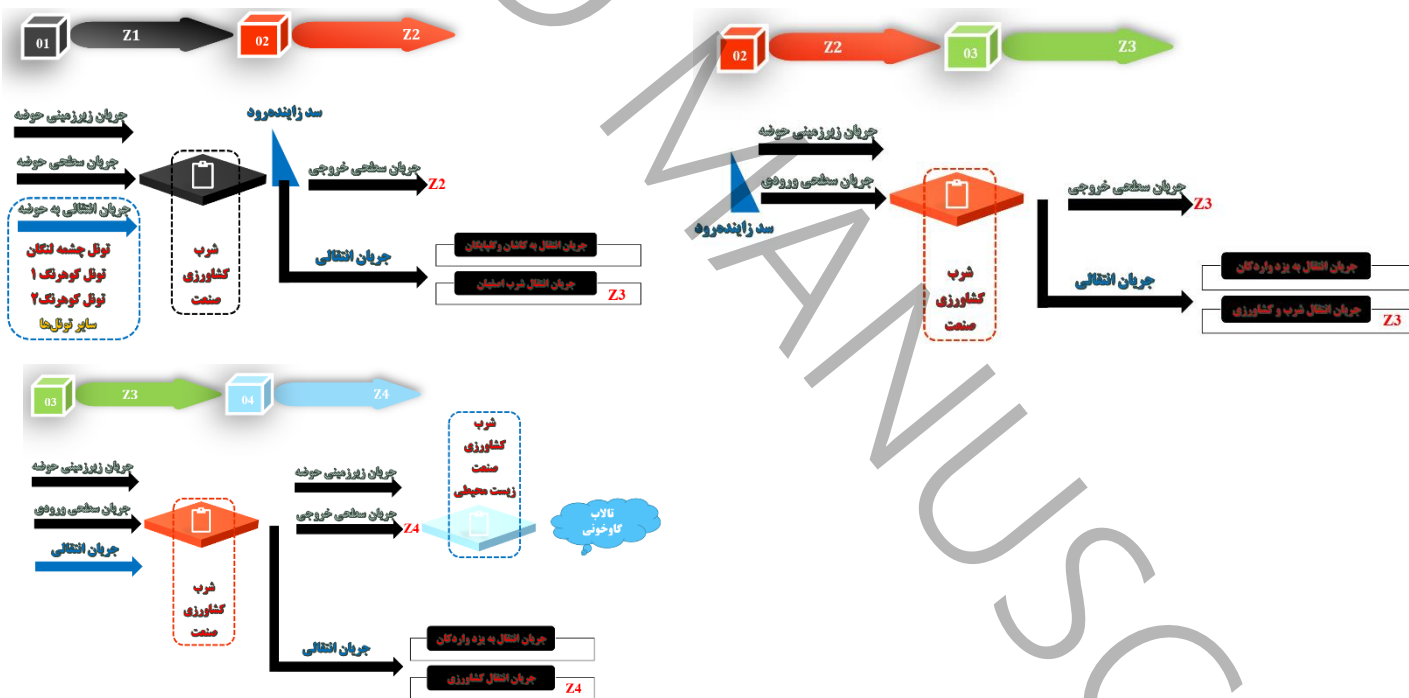 01
Z1
02
Z2
جریان زیرزمینی حوضه
جریان سطحی حوضه
جریان انتقالی به حوضه
تونل چشمه لنگان
تونل کوهرنگ ۱
تونل کوهرنگ ۲
سایر تونل‌ها
شرب
کشاورزی
صنعت
سد زاینده‌رود
جریان سطحی خروجی
Z2
جریان انتقالی
جریان انتقال به کاشان وگلپایگان
جریان انتقال شرب اصفهان
Z3
02
Z2
03
Z3
جریان زیرزمینی حوضه
جریان سطحی ورودی
سد زاینده‌رود
شرب
کشاورزی
صنعت
جریان سطحی خروجی
Z3
جریان انتقالی
جریان انتقال به یزد واردکان
جریان انتقال شرب و کشاورزی
Z3
03
Z3
04
Z4
جریان زیرزمینی حوضه
جریان سطحی ورودی
جریان انتقالی
شرب
کشاورزی
صنعت
جریان زیرزمینی حوضه
جریان سطحی خروجی
Z4
شرب
کشاورزی
صنعت
زیست محیطی
تالاب
گاوخونی
جریان انتقالی
جریان انتقال به یزد واردکان
جریان انتقال کشاورزی
Z4
MANUSC